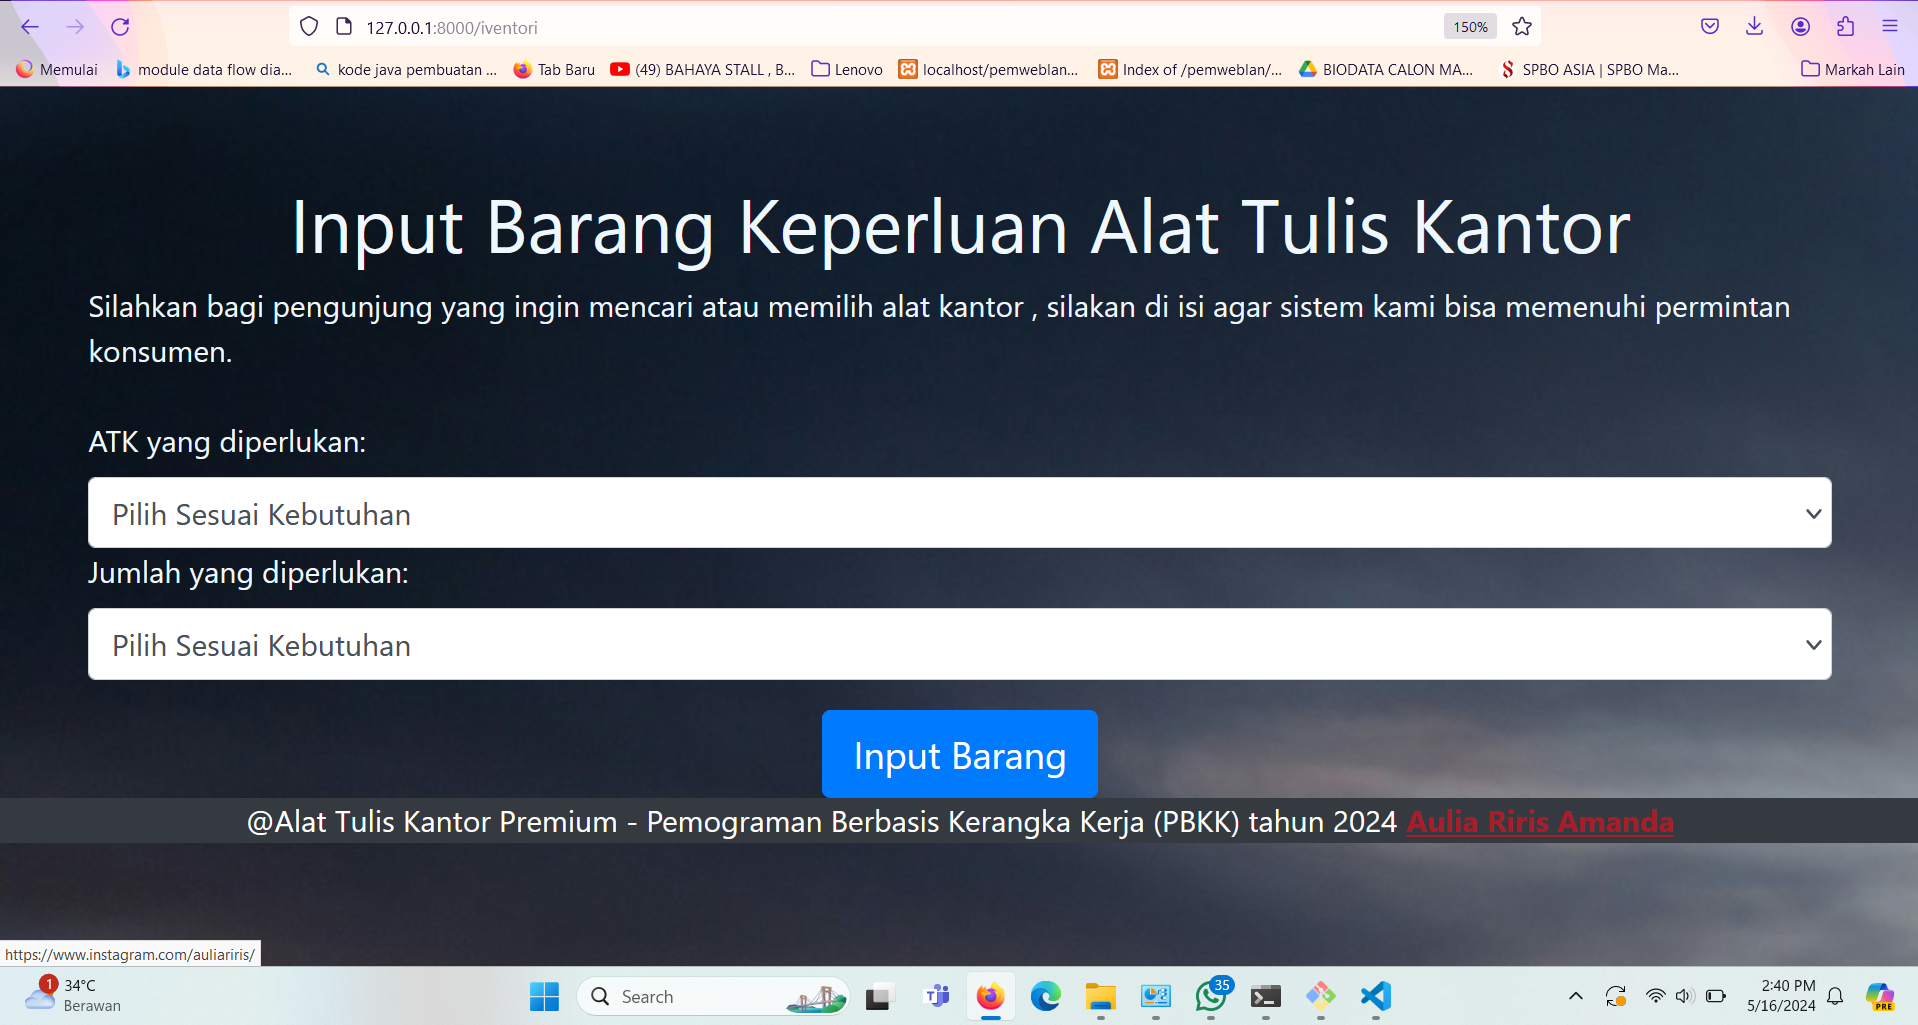 127.0.0.1:8000/iventori
150%
Memulai
module data flow dia...
kode java pembuatan ...
Tab Baru
(49) BAHAYA STALL , B...
Lenovo
localhost/pemweblan...
Index of /pemweblan/...
BIODATA CALON MA...
SPBO ASIA | SPBO Ma...
Markah Lain
Input Barang Keperluan Alat Tulis Kantor
Silahkan bagi pengunjung yang ingin mencari atau memilih alat kantor , silakan di isi agar sistem kami bisa memenuhi permintan
konsumen.
ATK yang diperlukan:
Pilih Sesuai Kebutuhan
Jumlah yang diperlukan:
Pilih Sesuai Kebutuhan
Input Barang
@Alat Tulis Kantor Premium - Pemograman Berbasis Kerangka Kerja (PBKK) tahun 2024 Aulia Riris Amanda
https://www.instagram.com/auliariris/
1
34°C
Berawan
Search
35
2:40 PM
5/16/2024
PRE